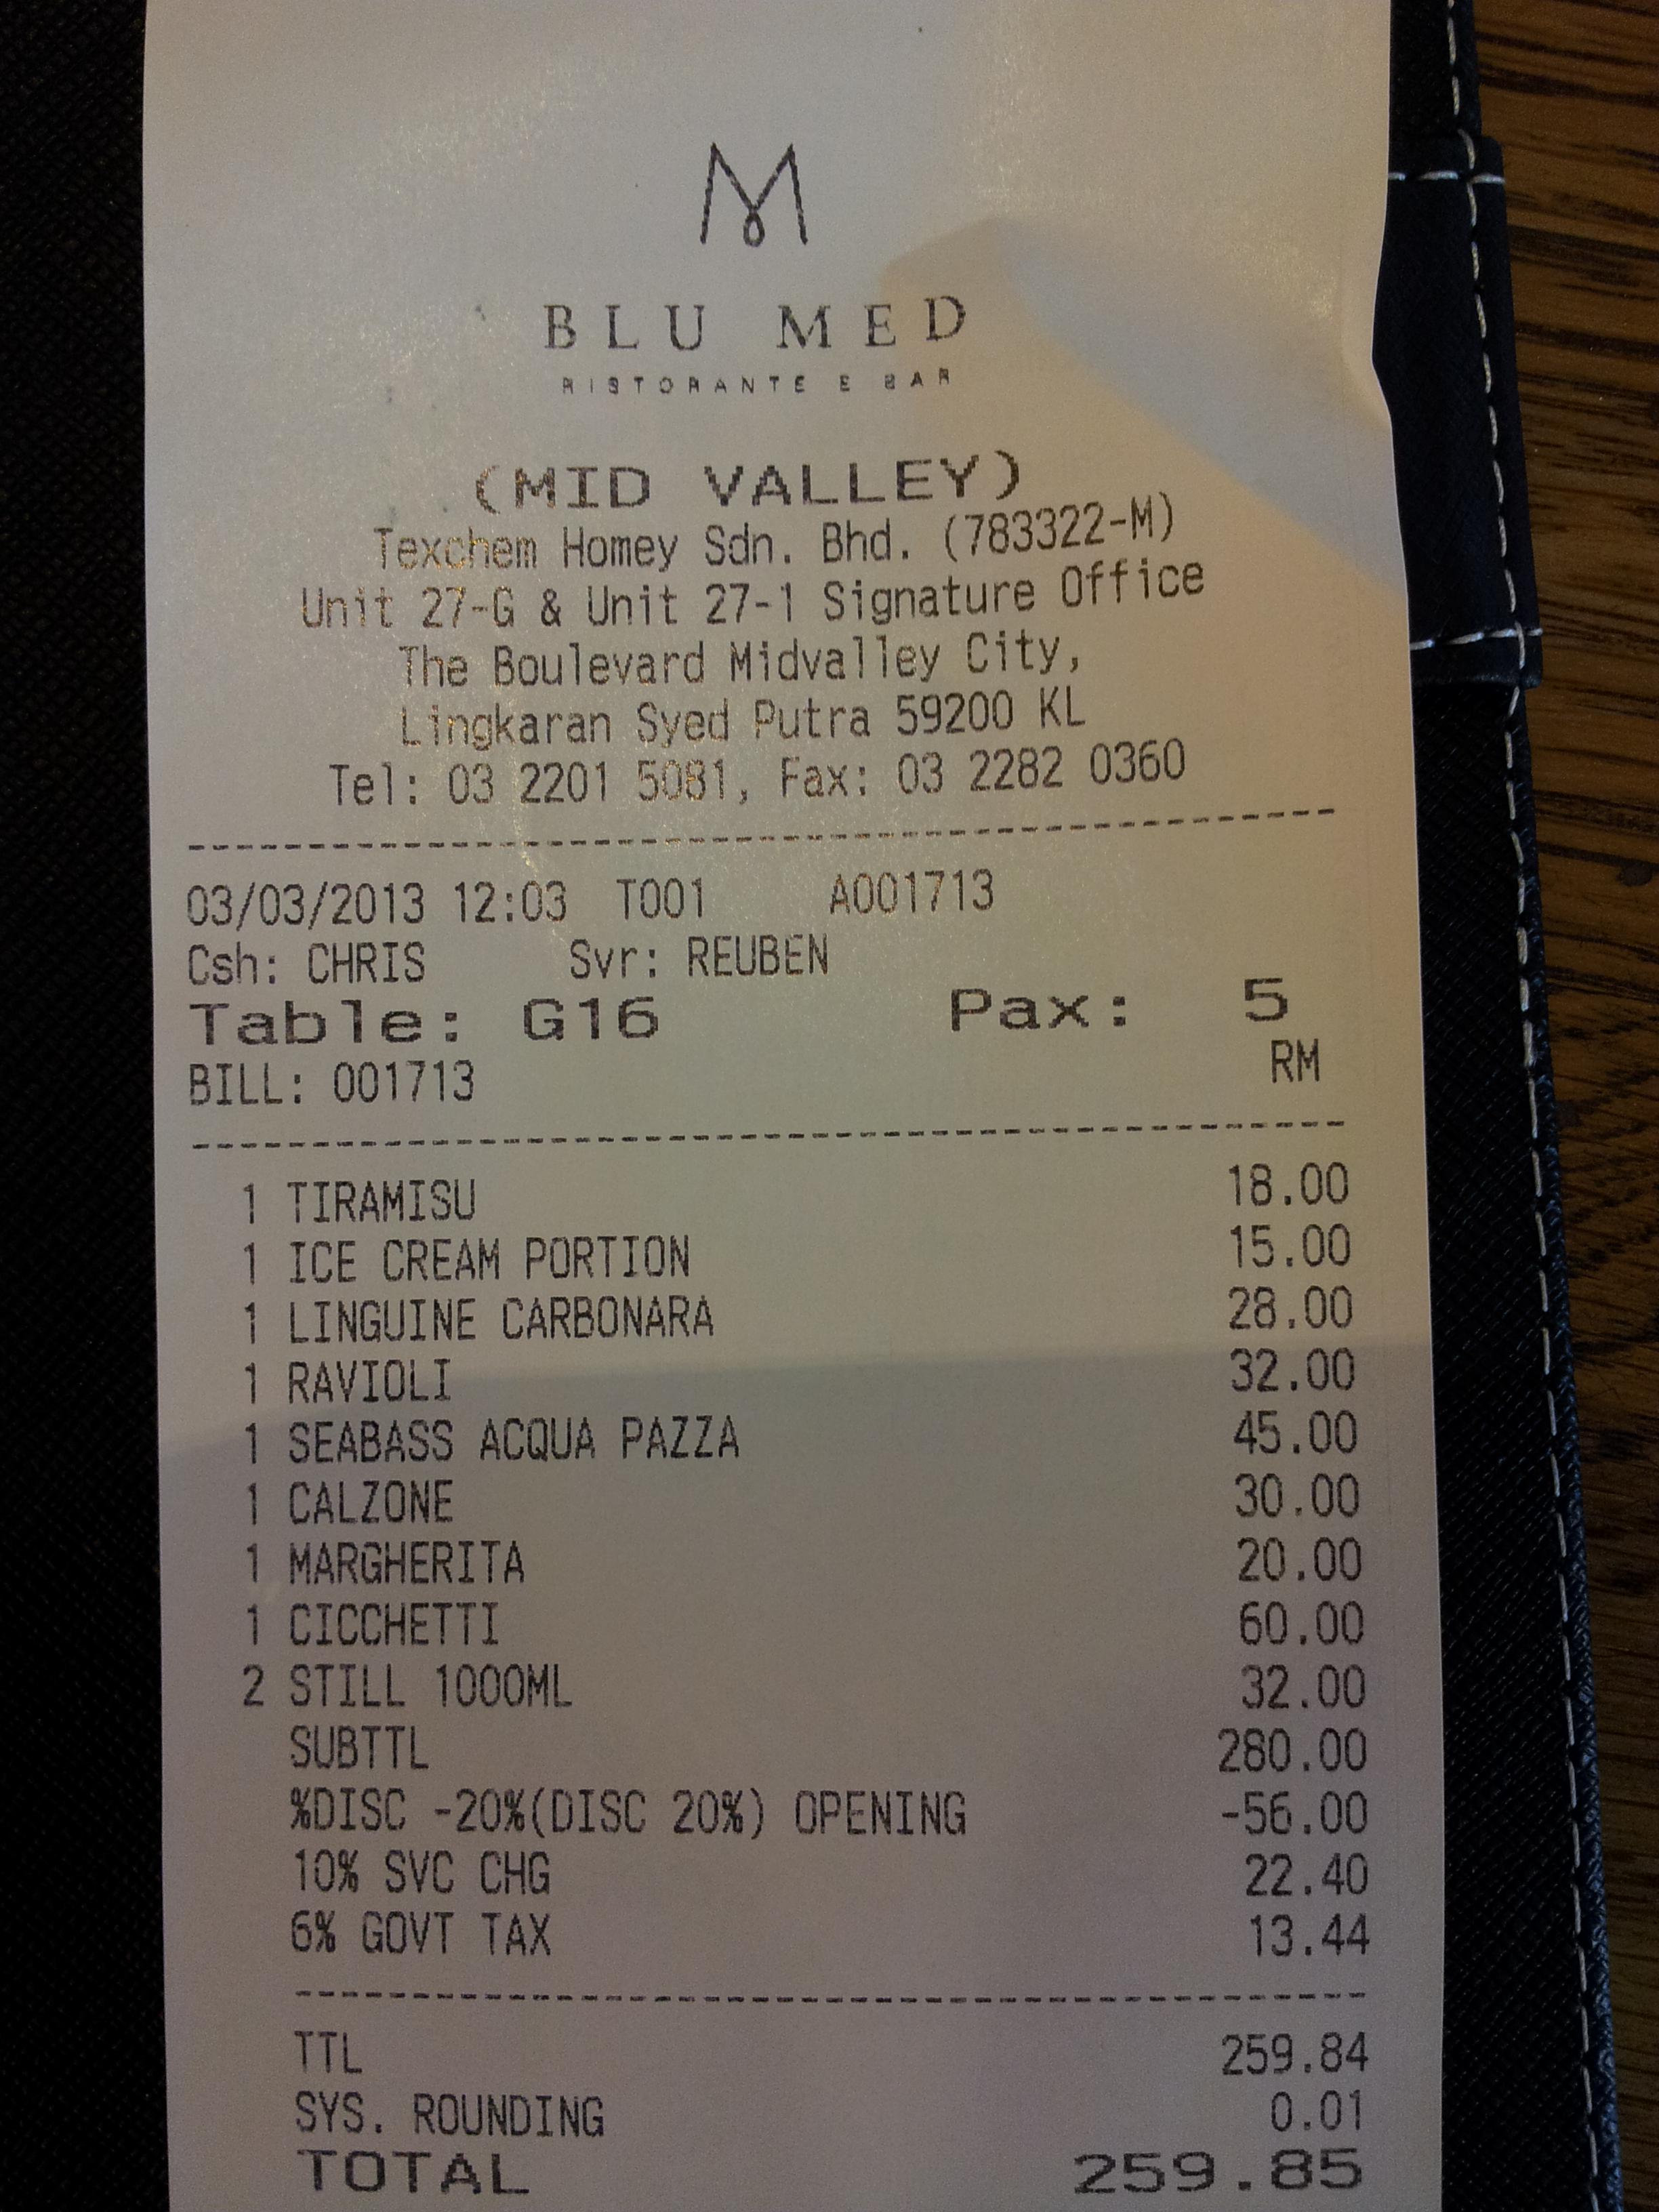 M
BLU MED
RISTORANTE E BAR
(MID VALLEY)
Texchem Homey Sdn. Bhd. (783322-M)
Unit 27-G & Unit 27-1 Signature Office
The Boulevard Midvalley City,
Lingkaran Syed Putra 59200 KL
Tel: 03 2201 5081, Fax: 03 2282 0360
03/03/2013 12:03 T001 A001713
Csh: CHRIS Svr: REUBEN
Table: G16 Pax: 5
BILL: 001713 RM
1 TIRAMISU 18.00
1 ICE CREAM PORTION 15.00
1 LINGUINE CARBONARA 28.00
1 RAVIOLI 32.00
1 SEABASS ACQUA PAZZA 45.00
1 CALZONE 30.00
1 MARGHERITA 20.00
1 CICCHETTI 60.00
2 STILL 1000ML 32.00
SUBTTL 280.00
%DISC -20%(DISC 20%) OPENING -56.00
10% SVC CHG 22.40
6% GOVT TAX 13.44
TTL 259.84
SYS. ROUNDING 0.01
TOTAL 259.85